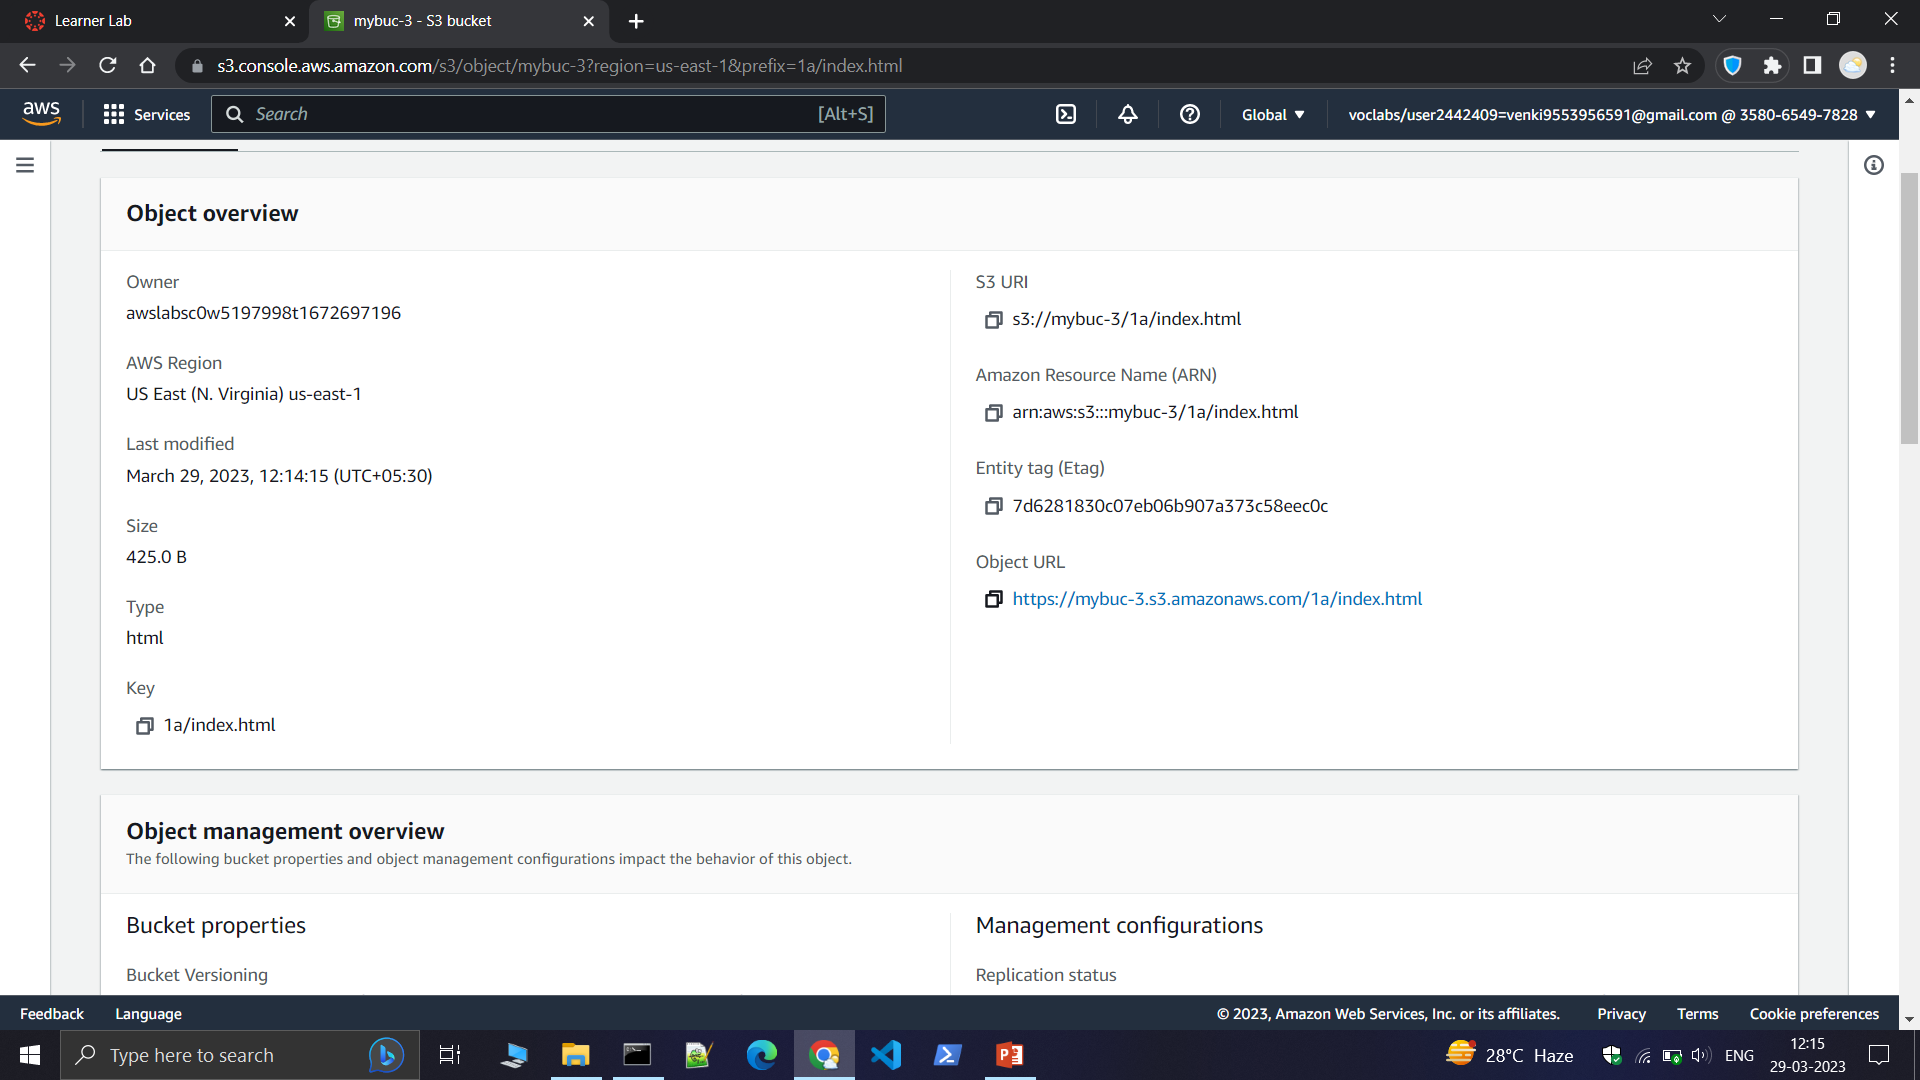 Learner Lab
mybuc-3 - S3 bucket
s3.console.aws.amazon.com/s3/object/mybuc-3?region=us-east-1&prefix=1a/index.html
aws
Services
Search
[Alt+S]
Global
voclabs/user2442409=venki9553956591@gmail.com @ 3580-6549-7828
Object overview
Owner
awslabsc0w5197998t1672697196
AWS Region
US East (N. Virginia) us-east-1
Last modified
March 29, 2023, 12:14:15 (UTC+05:30)
Size
425.0 B
Type
html
Key
1a/index.html
S3 URI
s3://mybuc-3/1a/index.html
Amazon Resource Name (ARN)
arn:aws:s3:::mybuc-3/1a/index.html
Entity tag (Etag)
7d6281830c07eb06b907a373c58eec0c
Object URL
https://mybuc-3.s3.amazonaws.com/1a/index.html
Object management overview
The following bucket properties and object management configurations impact the behavior of this object.
Bucket properties
Bucket Versioning
Management configurations
Replication status
Feedback
Language
© 2023, Amazon Web Services, Inc. or its affiliates.
Privacy
Terms
Cookie preferences
Type here to search
28°C Haze
ENG
12:15
29-03-2023